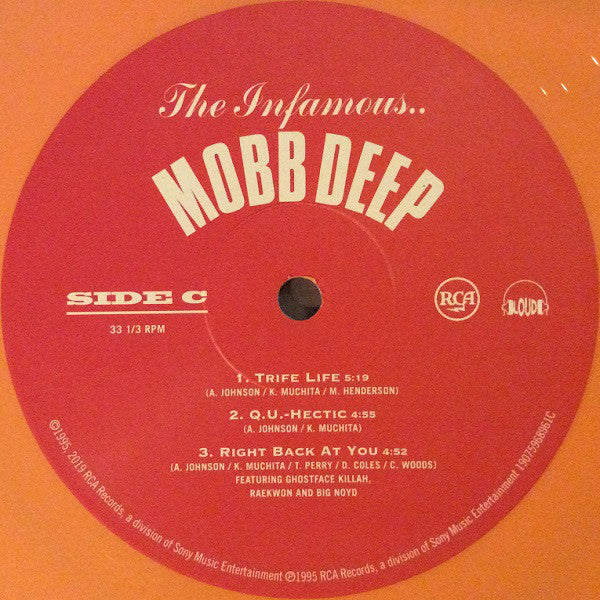 The Infamous..
MOBB DEEP
SIDE C
33 1/3 RPM
RCA
LOUD
1. TRIFE LIFE 5:19
(A. JOHNSON / K. MUCHITA / M. HENDERSON)
2. Q.U.-HECTIC 4:55
(A. JOHNSON / K. MUCHITA)
3. RIGHT BACK AT YOU 4:52
(A. JOHNSON / K. MUCHITA / T. PERRY / D. COLES / C. WOODS)
FEATURING GHOSTFACE KILLAH,
RAEKWON AND BIG NOYD
©1995, 2019 RCA Records, a division of Sony Music Entertainment ℗1995 RCA Records, a division of Sony Music Entertainment 19075968961C